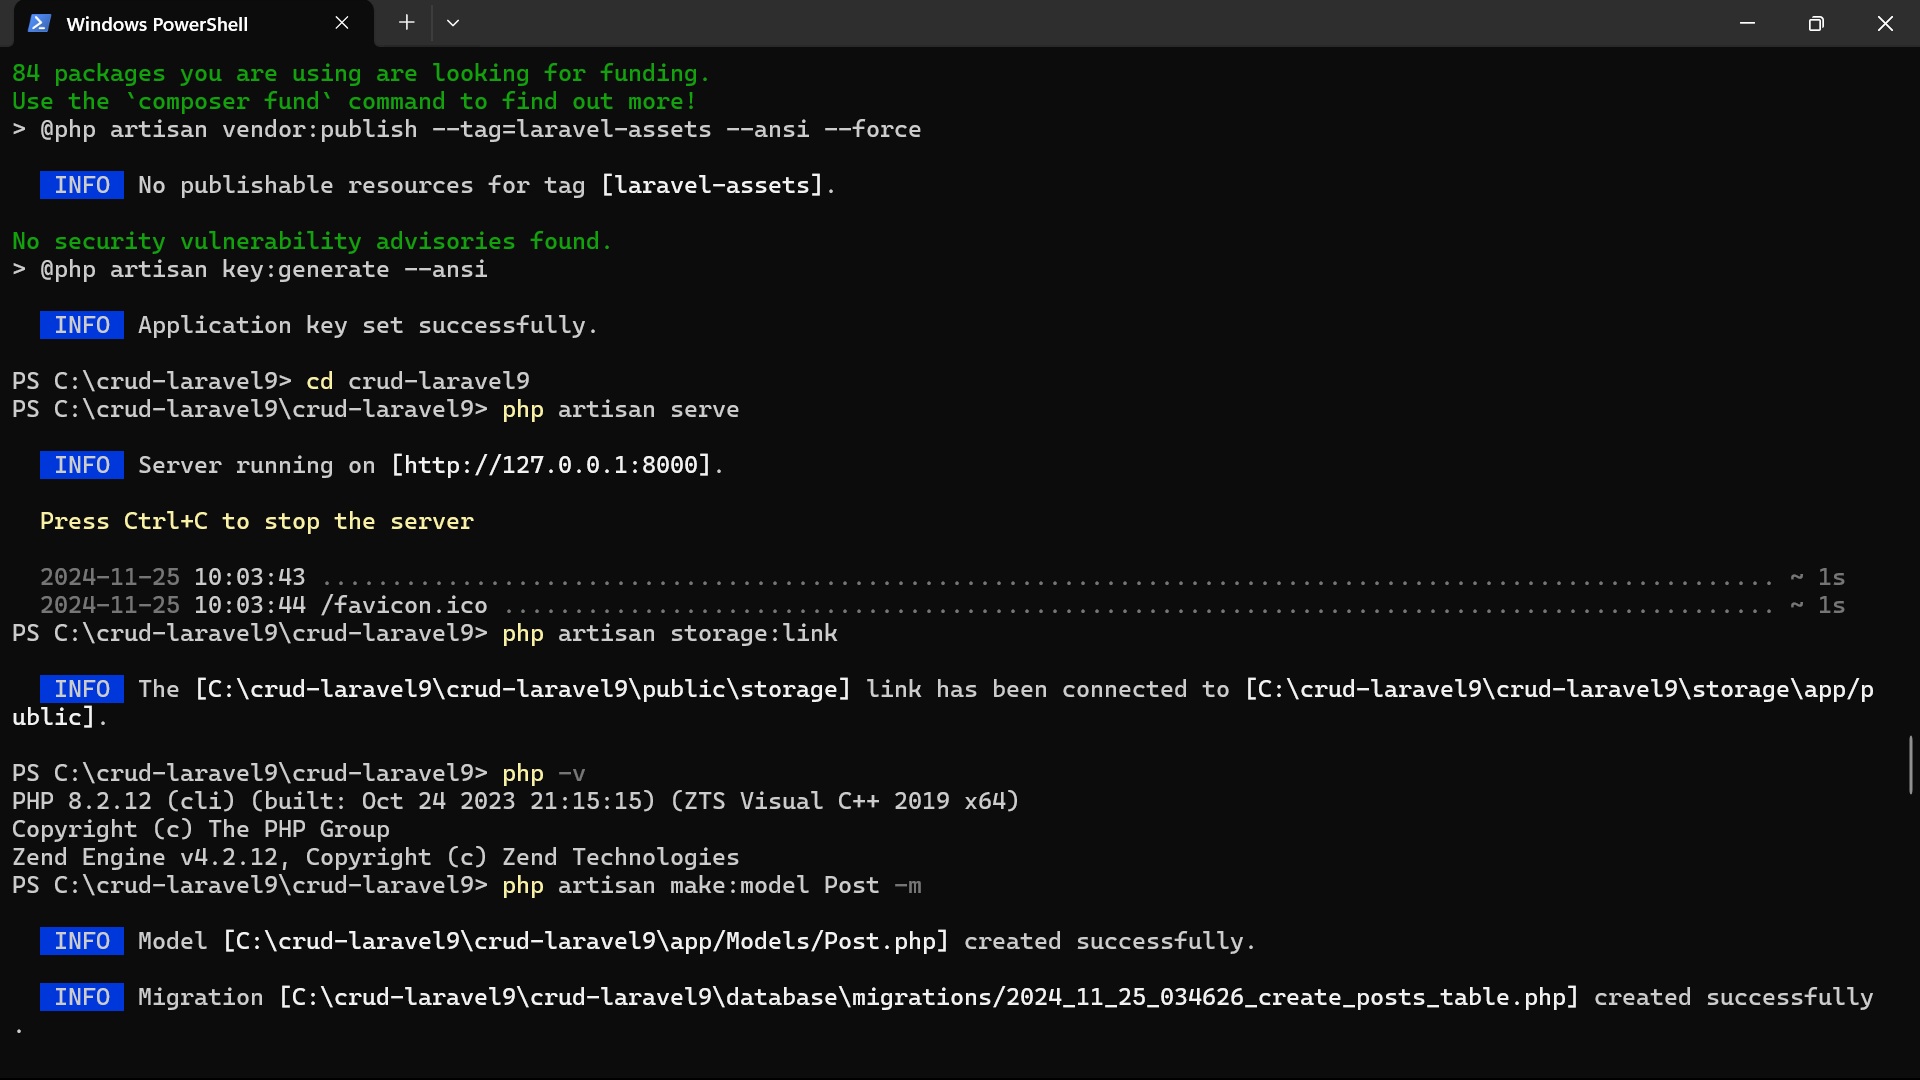 Windows PowerShell
84 packages you are using are looking for funding.
Use the `composer fund` command to find out more!
> @php artisan vendor:publish --tag=laravel-assets --ansi --force
INFO No publishable resources for tag [laravel-assets].
No security vulnerability advisories found.
> @php artisan key:generate --ansi
INFO Application key set successfully.
PS C:\crud-laravel9> cd crud-laravel9
PS C:\crud-laravel9\crud-laravel9> php artisan serve
INFO Server running on [http://127.0.0.1:8000].
Press Ctrl+C to stop the server
2024-11-25 10:03:43 ........................................................................................................ ~ 1s
2024-11-25 10:03:44 /favicon.ico ........................................................................................... ~ 1s
PS C:\crud-laravel9\crud-laravel9> php artisan storage:link
INFO The [C:\crud-laravel9\crud-laravel9\public\storage] link has been connected to [C:\crud-laravel9\crud-laravel9\storage\app/p
ublic].
PS C:\crud-laravel9\crud-laravel9> php -v
PHP 8.2.12 (cli) (built: Oct 24 2023 21:15:15) (ZTS Visual C++ 2019 x64)
Copyright (c) The PHP Group
Zend Engine v4.2.12, Copyright (c) Zend Technologies
PS C:\crud-laravel9\crud-laravel9> php artisan make:model Post -m
INFO Model [C:\crud-laravel9\crud-laravel9\app/Models/Post.php] created successfully.
INFO Migration [C:\crud-laravel9\crud-laravel9\database\migrations/2024_11_25_034626_create_posts_table.php] created successfully
.